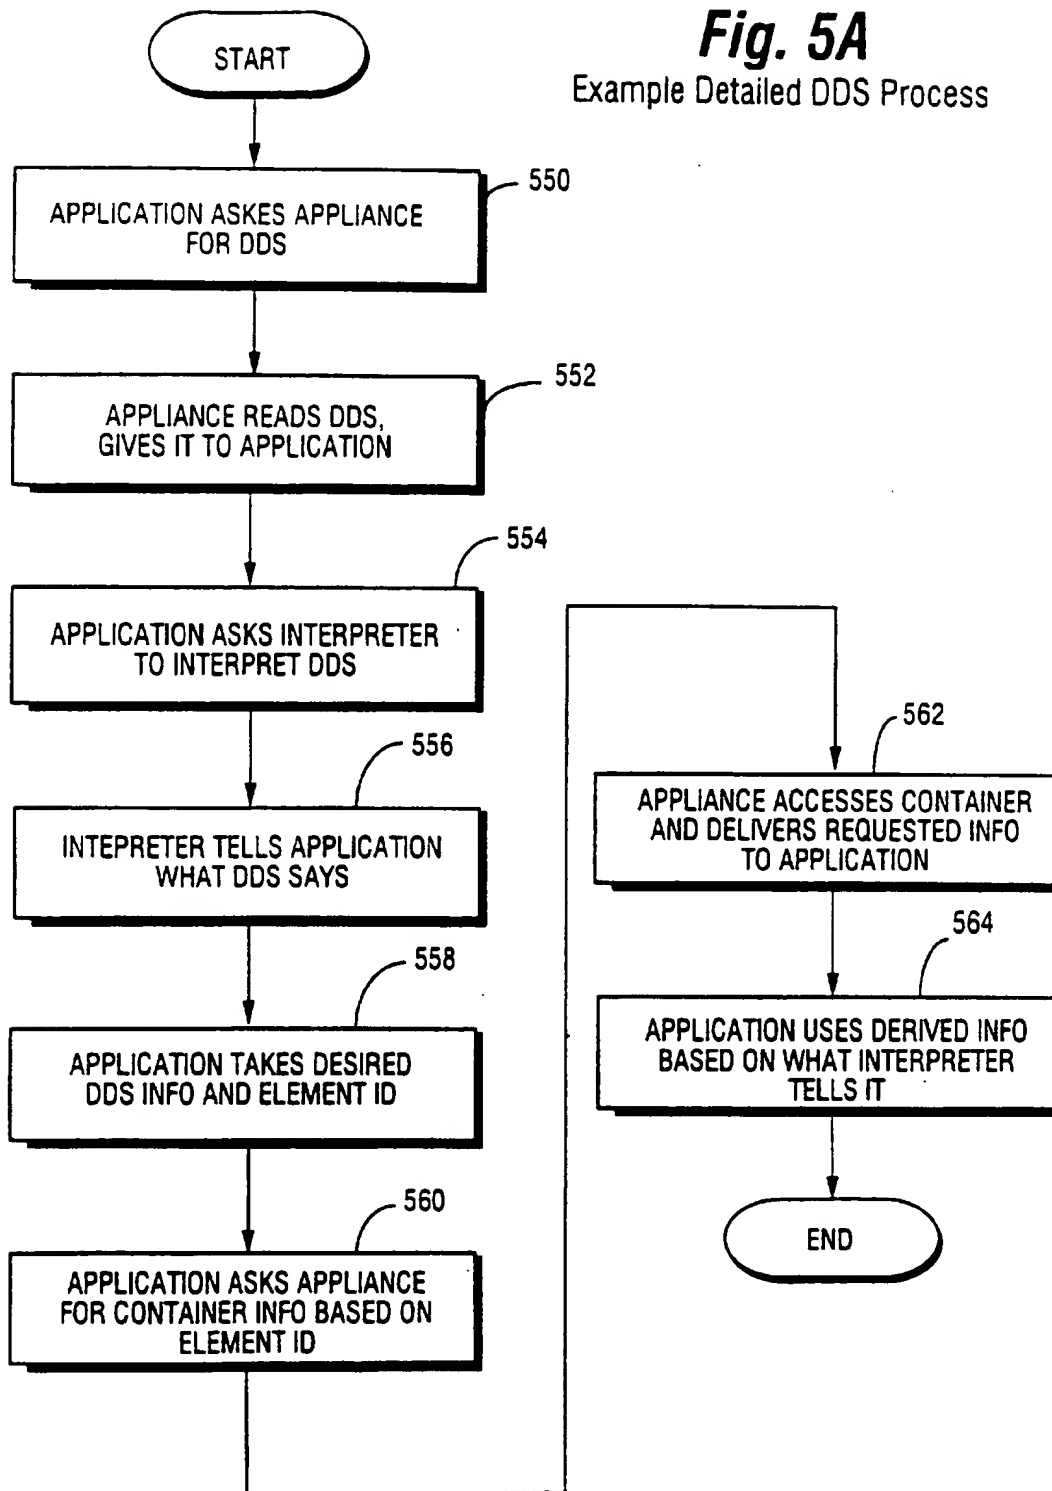 Fig. 5A
Example Detailed DDS Process
START
550
APPLICATION ASKES APPLIANCE
FOR DDS
552
APPLIANCE READS DDS,
GIVES IT TO APPLICATION
554
APPLICATION ASKS INTERPRETER
TO INTERPRET DDS
556
INTEPRETER TELLS APPLICATION
WHAT DDS SAYS
558
APPLICATION TAKES DESIRED
DDS INFO AND ELEMENT ID
560
APPLICATION ASKS APPLIANCE
FOR CONTAINER INFO BASED ON
ELEMENT ID
562
APPLIANCE ACCESSES CONTAINER
AND DELIVERS REQUESTED INFO
TO APPLICATION
564
APPLICATION USES DERIVED INFO
BASED ON WHAT INTERPRETER
TELLS IT
END